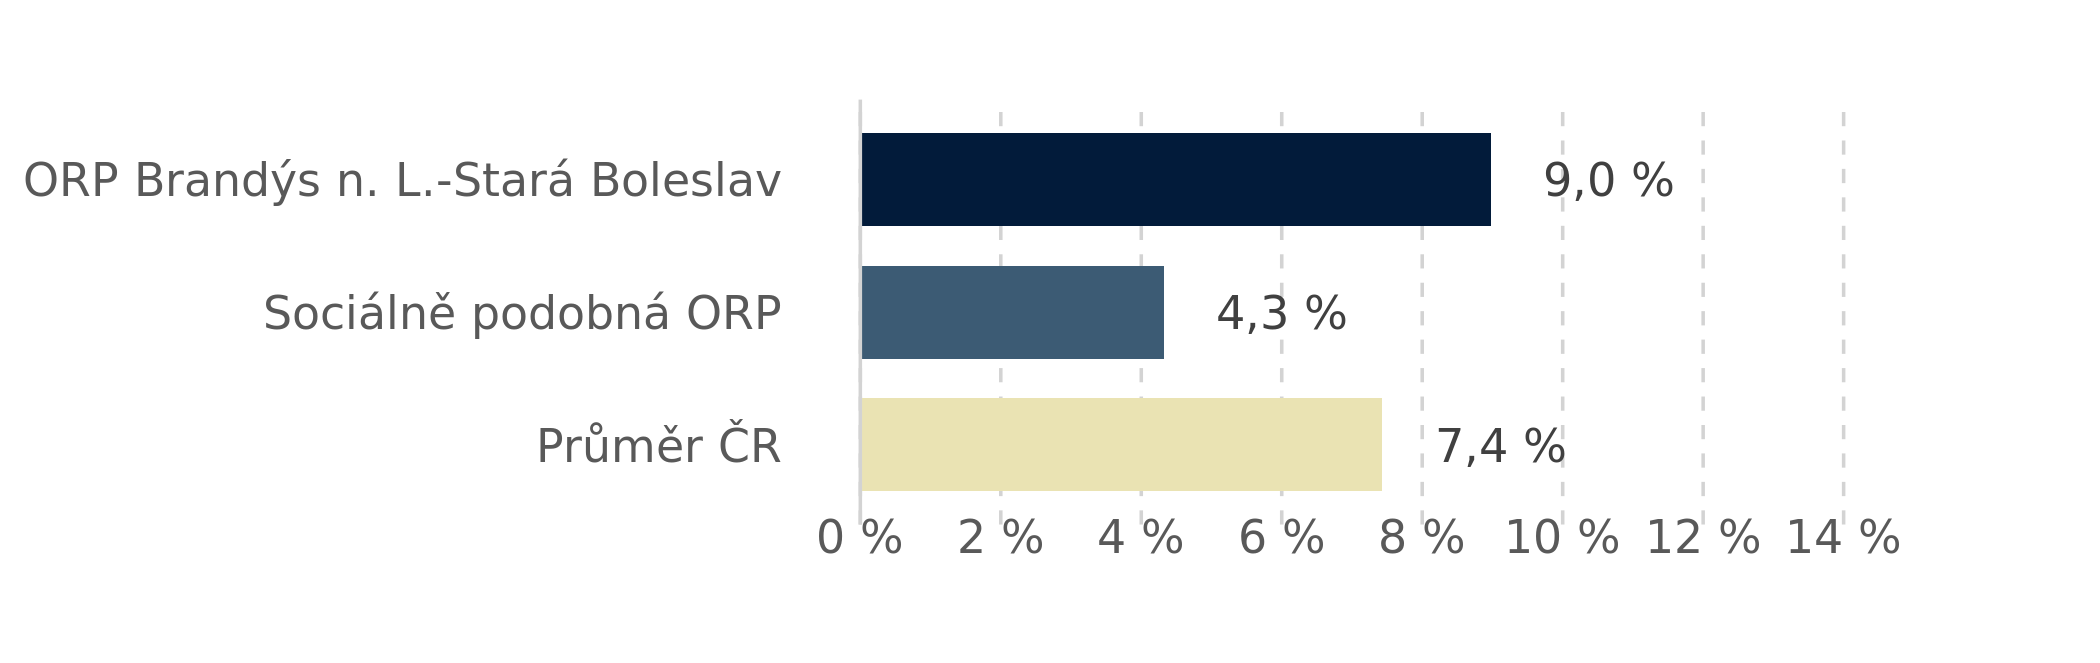 ORP Brandýs n. L.-Stará Boleslav 9,0 %
Sociálně podobná ORP 4,3 %
Průměr ČR 7,4 %
0 % 2 % 4 % 6 % 8 % 10 % 12 % 14 %